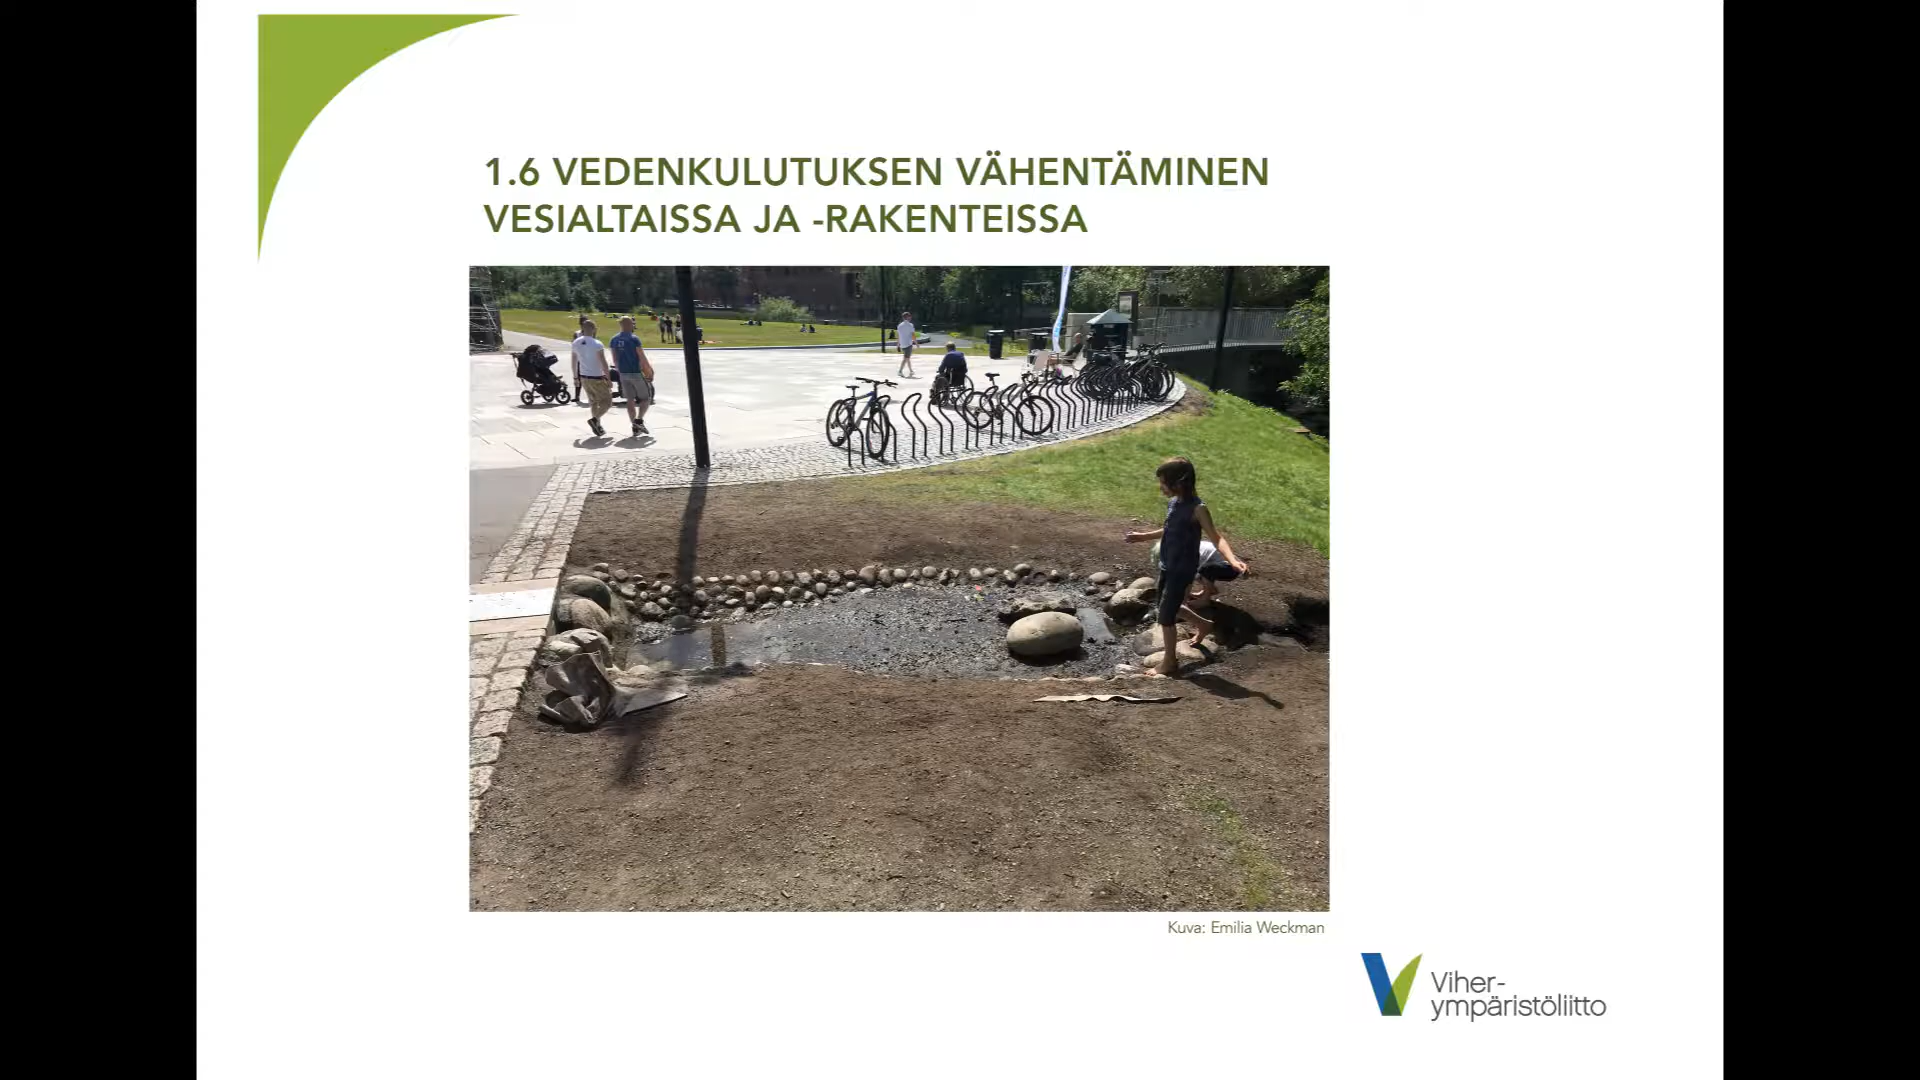 1.6 VEDENKULUTUKSEN VÄHENTÄMINEN
VESIALTAISSA JA -RAKENTEISSA
Kuva: Emilia Weckman
Viher-
ympäristöliitto